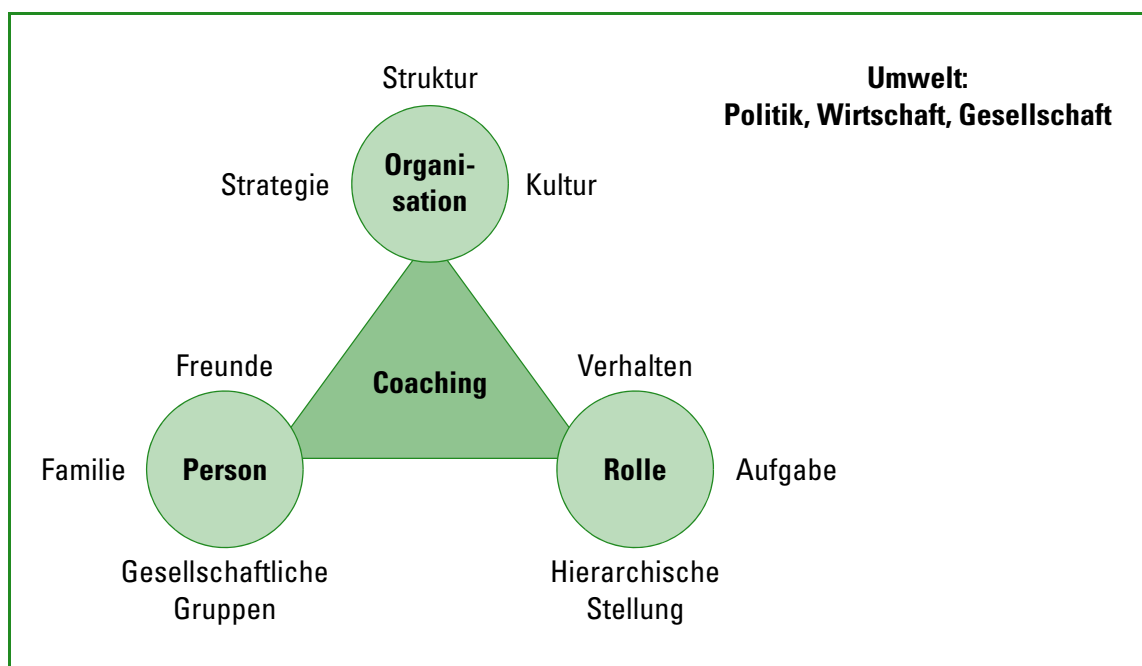 Umwelt:
Politik, Wirtschaft, Gesellschaft
Struktur
Strategie
Organi-
sation
Kultur
Coaching
Freunde
Familie
Person
Gesellschaftliche
Gruppen
Verhalten
Rolle
Aufgabe
Hierarchische
Stellung